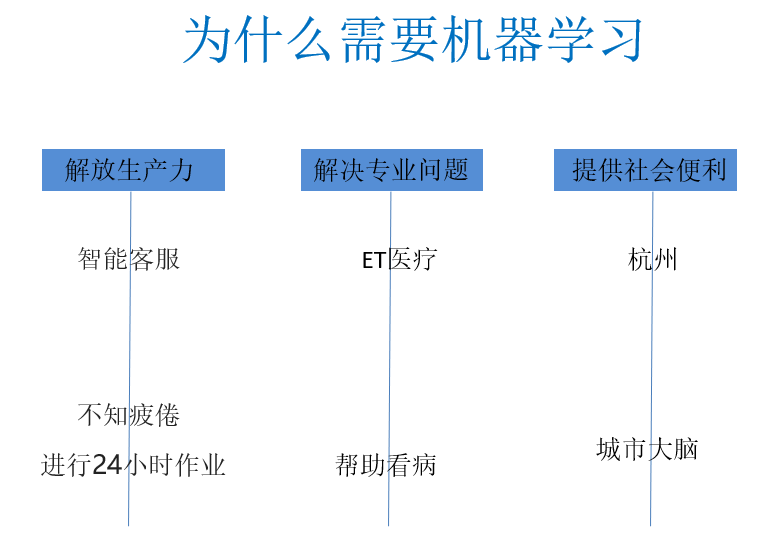 为什么需要机器学习
解放生产力
智能客服
不知疲倦
进行24小时作业
解决专业问题
ET医疗
帮助看病
提供社会便利
杭州
城市大脑